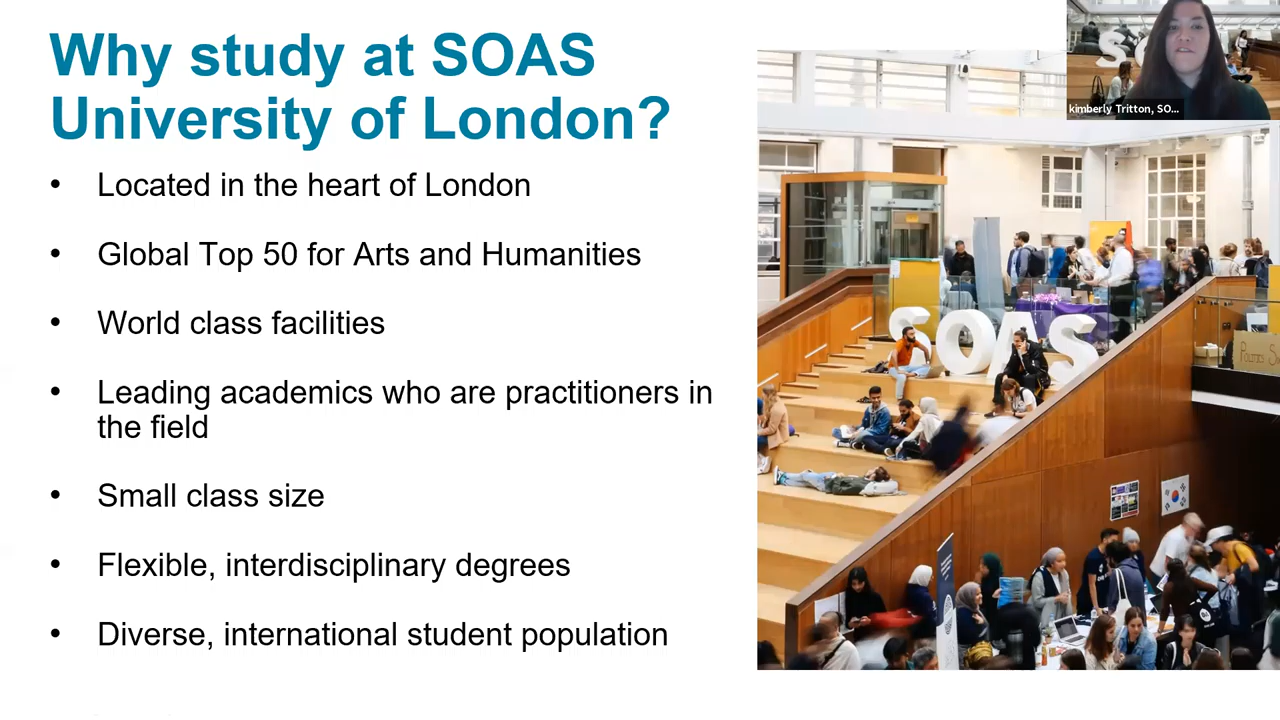 Why study at SOAS
University of London?
• Located in the heart of London
• Global Top 50 for Arts and Humanities
• World class facilities
• Leading academics who are practitioners in
the field
• Small class size
• Flexible, interdisciplinary degrees
• Diverse, international student population
kimberly Tritton, SO...
SOAS